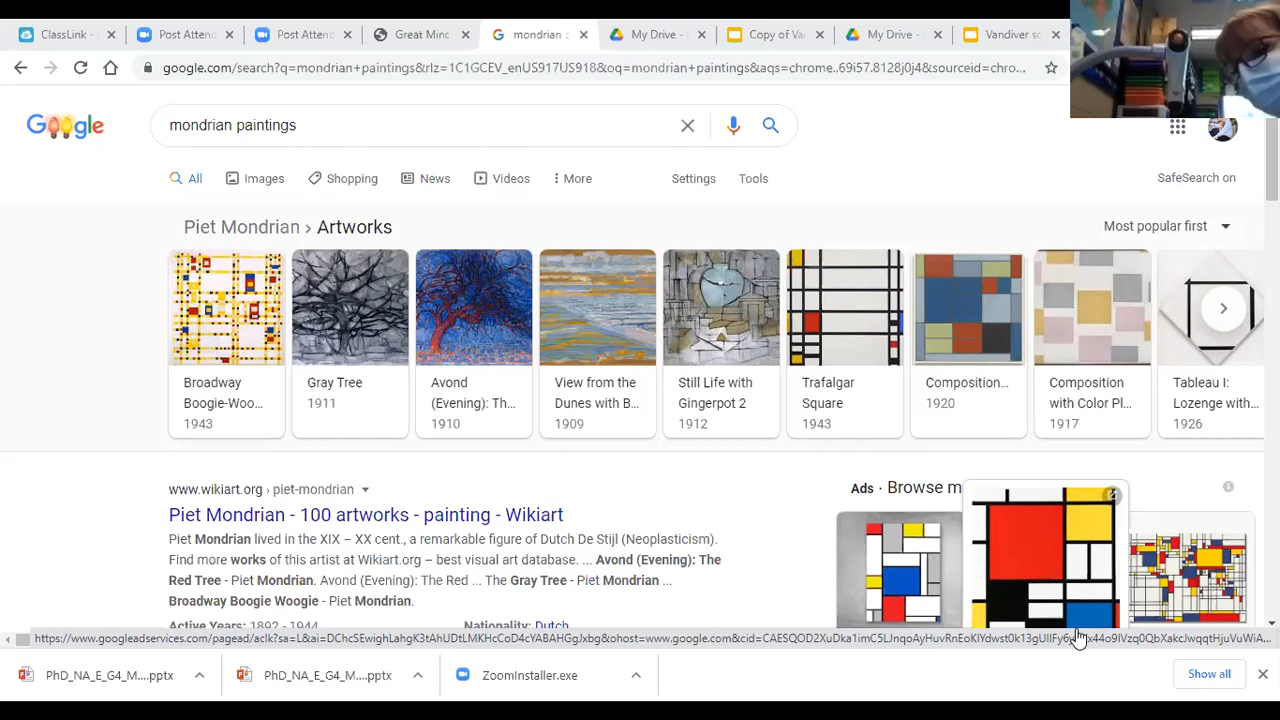 ClassLink -
Post Attend
Post Attend
Great Mind
mondrian p
My Drive -
Copy of Va
My Drive -
Vandiver sc
google.com/search?q=mondrian+paintings&rlz=1C1GCEV_enUS917US918&oq=mondrian+paintings&aqs=chrome..69i57.8128j0j4&sourceid=chro...
Google
mondrian paintings
All
Images
Shopping
News
Videos
More
Settings
Tools
SafeSearch on
Piet Mondrian › Artworks
Most popular first
Broadway
Boogie-Woo...
1943
Gray Tree
1911
Avond
(Evening): Th...
1910
View from the
Dunes with B...
1909
Still Life with
Gingerpot 2
1912
Trafalgar
Square
1943
Composition...
1920
Composition
with Color Pl...
1917
Tableau I:
Lozenge with...
1926
www.wikiart.org › piet-mondrian
Piet Mondrian - 100 artworks - painting - Wikiart
Piet Mondrian lived in the XIX – XX cent., a remarkable figure of Dutch De Stijl (Neoplasticism).
Find more works of this artist at Wikiart.org – best visual art database. ... Avond (Evening): The
Red Tree - Piet Mondrian. Avond (Evening): The Red ... The Gray Tree - Piet Mondrian ...
Broadway Boogie Woogie - Piet Mondrian.
Active Years: 1892 - 1944
Nationality: Dutch
Ads · Browse m
PhD_NA_E_G4_M....pptx
PhD_NA_E_G4_M....pptx
ZoomInstaller.exe
Show all